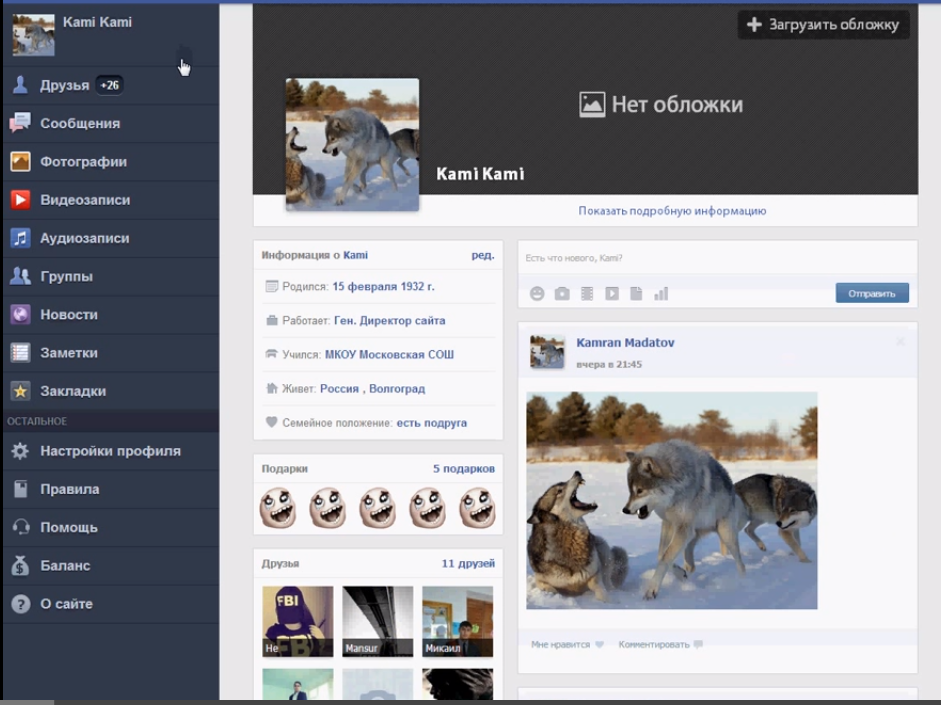 Kami Kami
Друзья +26
Сообщения
Фотографии
Видеозаписи
Аудиозаписи
Группы
Новости
Заметки
Закладки
ОСТАЛЬНОЕ
Настройки профиля
Правила
Помощь
Баланс
О сайте
Загрузить обложку
Нет обложки
Kami Kami
Показать подробную информацию
Информация о Kami ред.
Родился: 15 февраля 1932 г.
Работает: Ген. Директор сайта
Учился: МКОУ Московская СОШ
Живет: Россия , Волгоград
Семейное положение: есть подруга
Подарки 5 подарков
Друзья 11 друзей
FBI
Не
Mansur
Микаил
Есть что нового, Kami?
Отправить
Kamran Madatov
вчера в 21:45
Мне нравится Комментировать